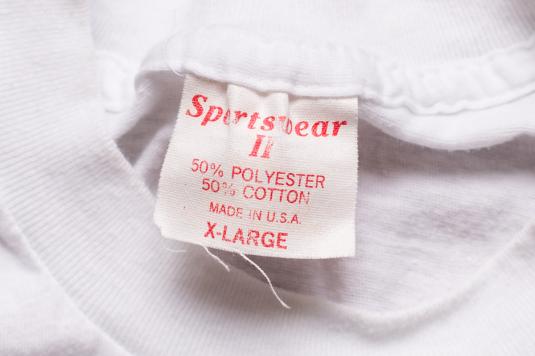 Sportswear
II
50% POLYESTER
50% COTTON
MADE IN U.S.A.
X-LARGE